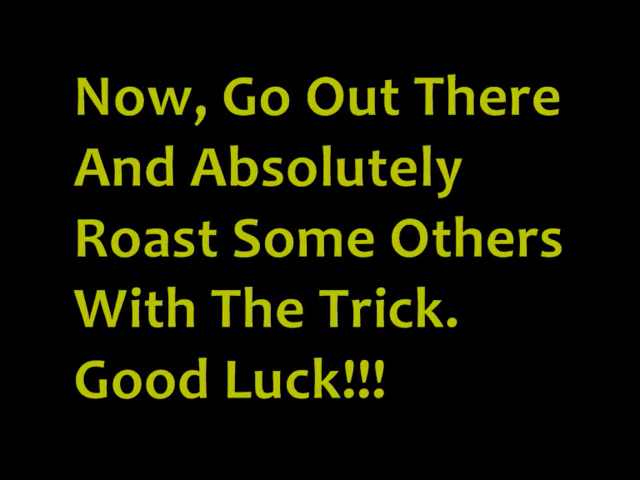 Now, Go Out There
And Absolutely
Roast Some Others
With The Trick.
Good Luck!!!